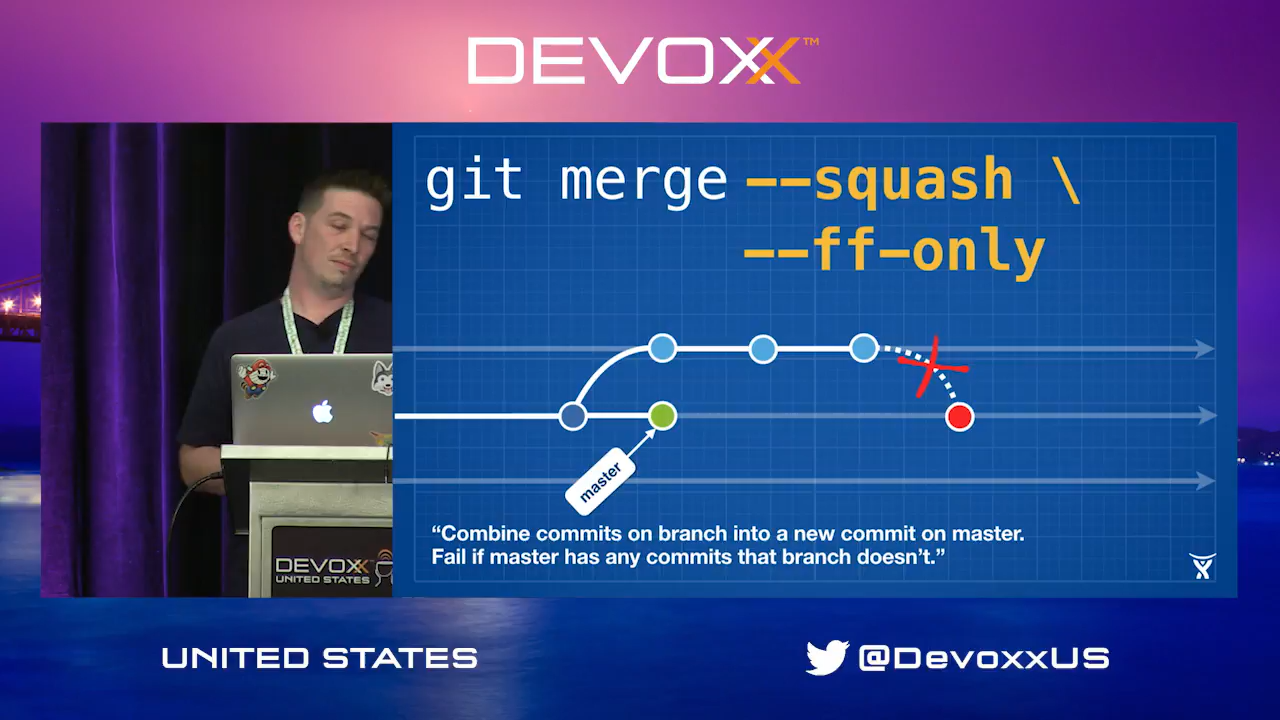 DEVOXX™
git merge --squash \
--ff-only
master
“Combine commits on branch into a new commit on master.
Fail if master has any commits that branch doesn’t.”
DEVOXX
UNITED STATES
UNITED STATES
@DevoxxUS